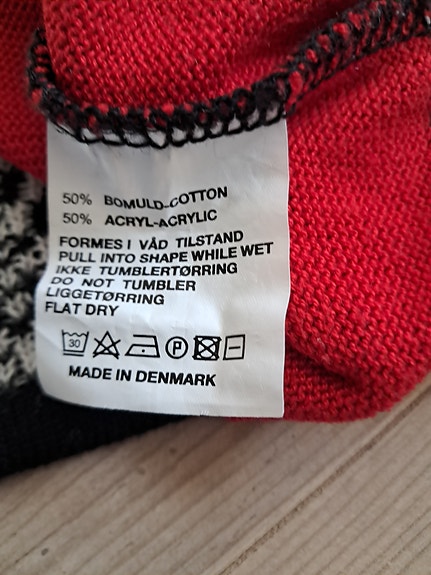 50% BOMULD-COTTON
50% ACRYL-ACRYLIC
FORMES I VÅD TILSTAND
PULL INTO SHAPE WHILE WET
IKKE TUMBLERTØRRING
DO NOT TUMBLER
LIGGETØRRING
FLAT DRY
30 P
MADE IN DENMARK